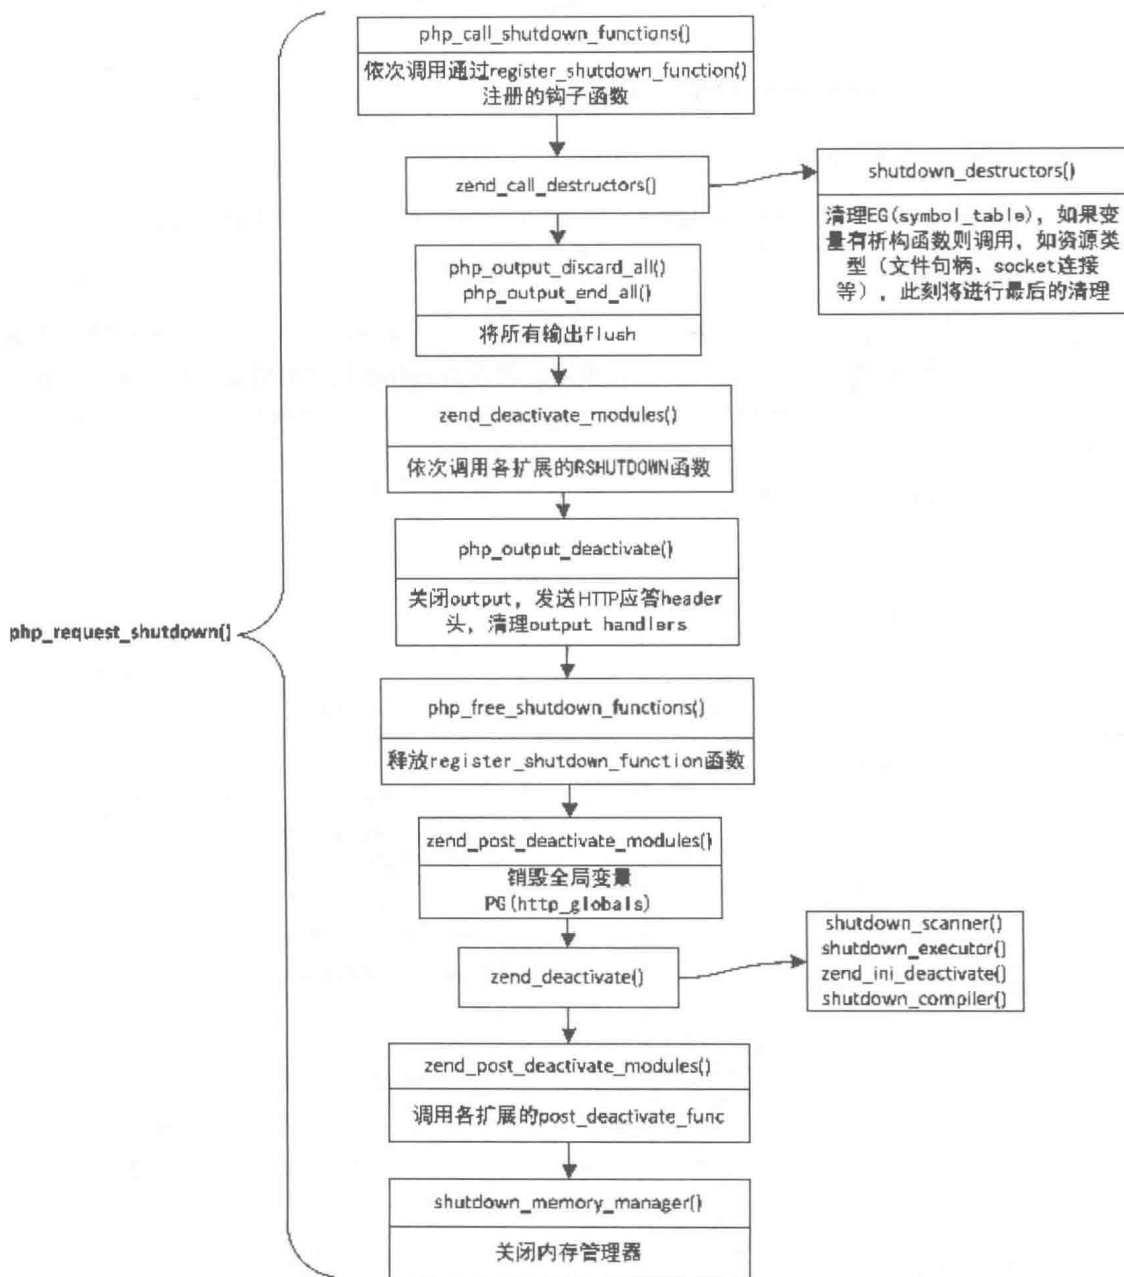 php_call_shutdown_functions()
依次调用通过register_shutdown_function()
注册的钩子函数
zend_call_destructors()
shutdown_destructors()
清理EG(symbol_table)，如果变
量有析构函数则调用，如资源类
型（文件句柄、socket连接
等），此刻将进行最后的清理
php_output_discard_all()
php_output_end_all()
将所有输出flush
zend_deactivate_modules()
依次调用各扩展的RSHUTDOWN函数
php_output_deactivate()
关闭output，发送HTTP应答header
头，清理output handlers
php_request_shutdown()
php_free_shutdown_functions()
释放register_shutdown_function函数
zend_post_deactivate_modules()
销毁全局变量
PG(http_globals)
zend_deactivate()
shutdown_scanner()
shutdown_executor()
zend_ini_deactivate()
shutdown_compiler()
zend_post_deactivate_modules()
调用各扩展的post_deactivate_func
shutdown_memory_manager()
关闭内存管理器